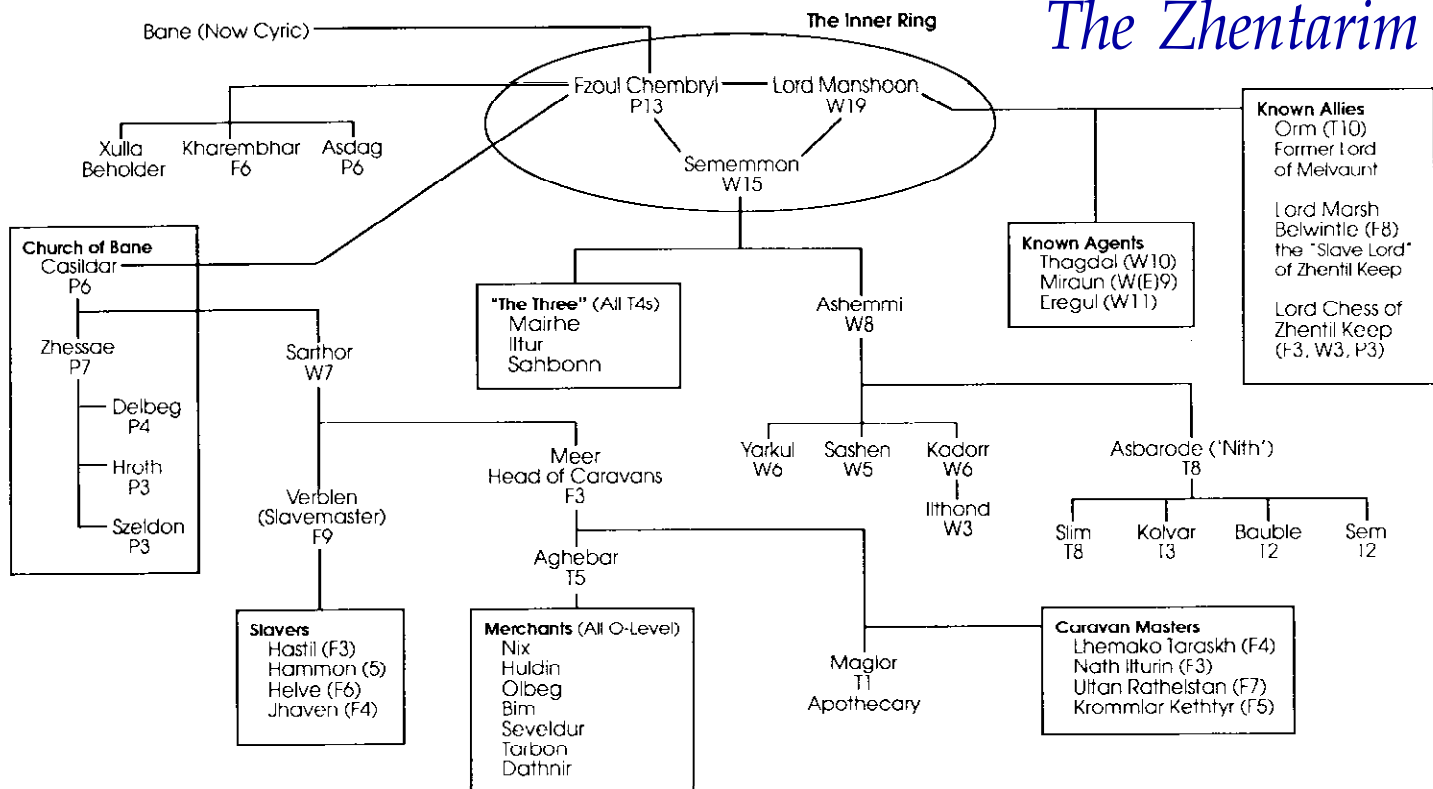 The Zhentarim
The Inner Ring
Bane (Now Cyric)
Fzoul Chembryl
P13
Lord Manshoon
W19
Sememmon
W15
Xulla
Beholder
Kharembhar
F6
Asdag
P6
Known Allies
Orm (T10)
Former Lord
of Melvaunt
Lord Marsh
Belwintle (F8)
the "Slave Lord"
of Zhentil Keep
Lord Chess of
Zhentil Keep
(F3, W3, P3)
Known Agents
Thagdal (W10)
Miraun (W(E)9)
Eregul (W11)
Church of Bane
Casildar
P6
Zhessae
P7
Delbeg
P4
Hroth
P3
Szeldon
P3
Sarthor
W7
"The Three" (All T4s)
Mairhe
Iltur
Sahbonn
Ashemmi
W8
Yarkul
W6
Sashen
W5
Kadorr
W6
Ilthond
W3
Asbarode ('Nith')
T8
Slim
T8
Kolvar
T3
Bauble
T2
Sem
T2
Meer
Head of Caravans
F3
Verblen
(Slavemaster)
F9
Aghebar
T5
Slavers
Hastil (F3)
Hammon (5)
Helve (F6)
Jhaven (F4)
Merchants (All O-Level)
Nix
Huldin
Olbeg
Bim
Seveldur
Tarbon
Dathnir
Maglor
T1
Apothecary
Caravan Masters
Lhemako Taraskh (F4)
Nath Ilturin (F3)
Ultan Rathelstan (F7)
Krommlar Kethtyr (F5)